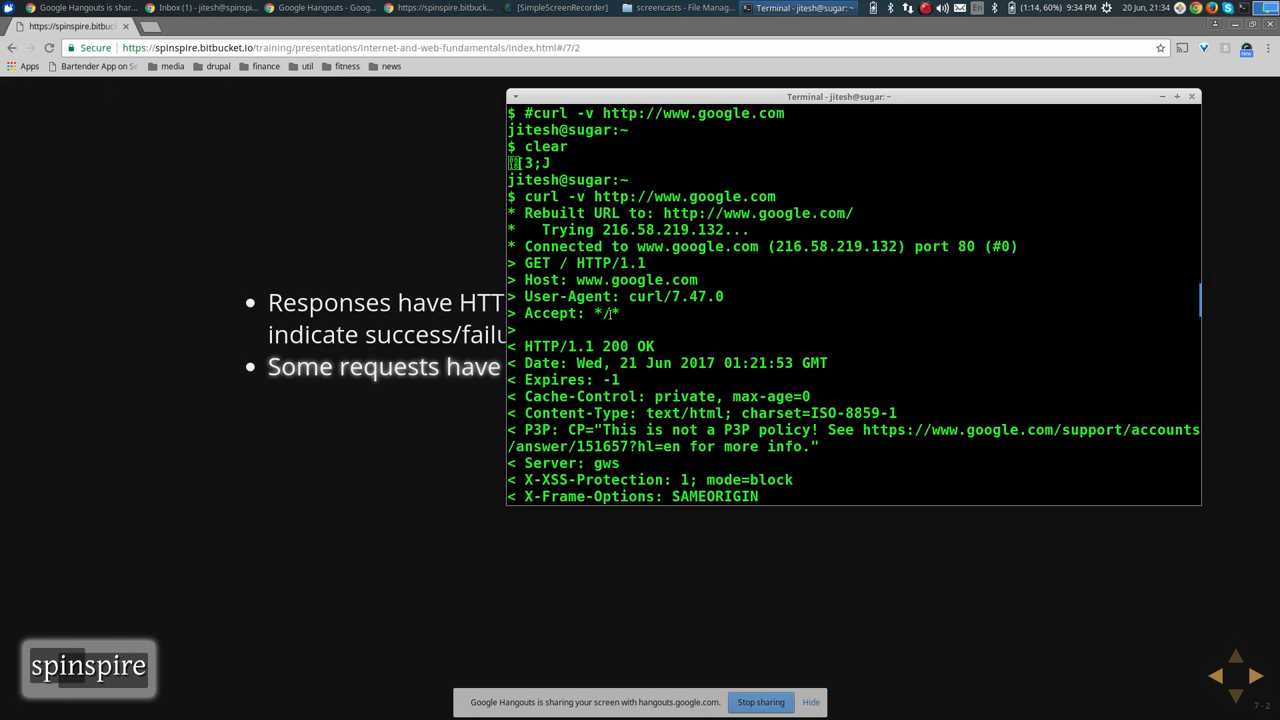 Google Hangouts is shar...
Inbox (1) - jitesh@spinspi...
Google Hangouts - Goog...
https://spinspire.bitbuck...
[SimpleScreenRecorder]
screencasts - File Manag...
Terminal - jitesh@sugar: ~
En
(1:14, 60%) 9:34 PM
20 Jun, 21:34
https://spinspire.bitbuc
Secure
https://spinspire.bitbucket.io/training/presentations/internet-and-web-fundamentals/index.html#/7/2
Apps
Bartender App on S
media
drupal
finance
util
fitness
news
Terminal - jitesh@sugar: ~
$ #curl -v http://www.google.com
jitesh@sugar:~
$ clear
[3;J
jitesh@sugar:~
$ curl -v http://www.google.com
* Rebuilt URL to: http://www.google.com/
*   Trying 216.58.219.132...
* Connected to www.google.com (216.58.219.132) port 80 (#0)
> GET / HTTP/1.1
> Host: www.google.com
> User-Agent: curl/7.47.0
> Accept: */*
>
< HTTP/1.1 200 OK
< Date: Wed, 21 Jun 2017 01:21:53 GMT
< Expires: -1
< Cache-Control: private, max-age=0
< Content-Type: text/html; charset=ISO-8859-1
< P3P: CP="This is not a P3P policy! See https://www.google.com/support/accounts
/answer/151657?hl=en for more info."
< Server: gws
< X-XSS-Protection: 1; mode=block
< X-Frame-Options: SAMEORIGIN
• Responses have HTT
indicate success/failu
• Some requests have
spinspire
Google Hangouts is sharing your screen with hangouts.google.com.
Stop sharing
Hide
7 - 2